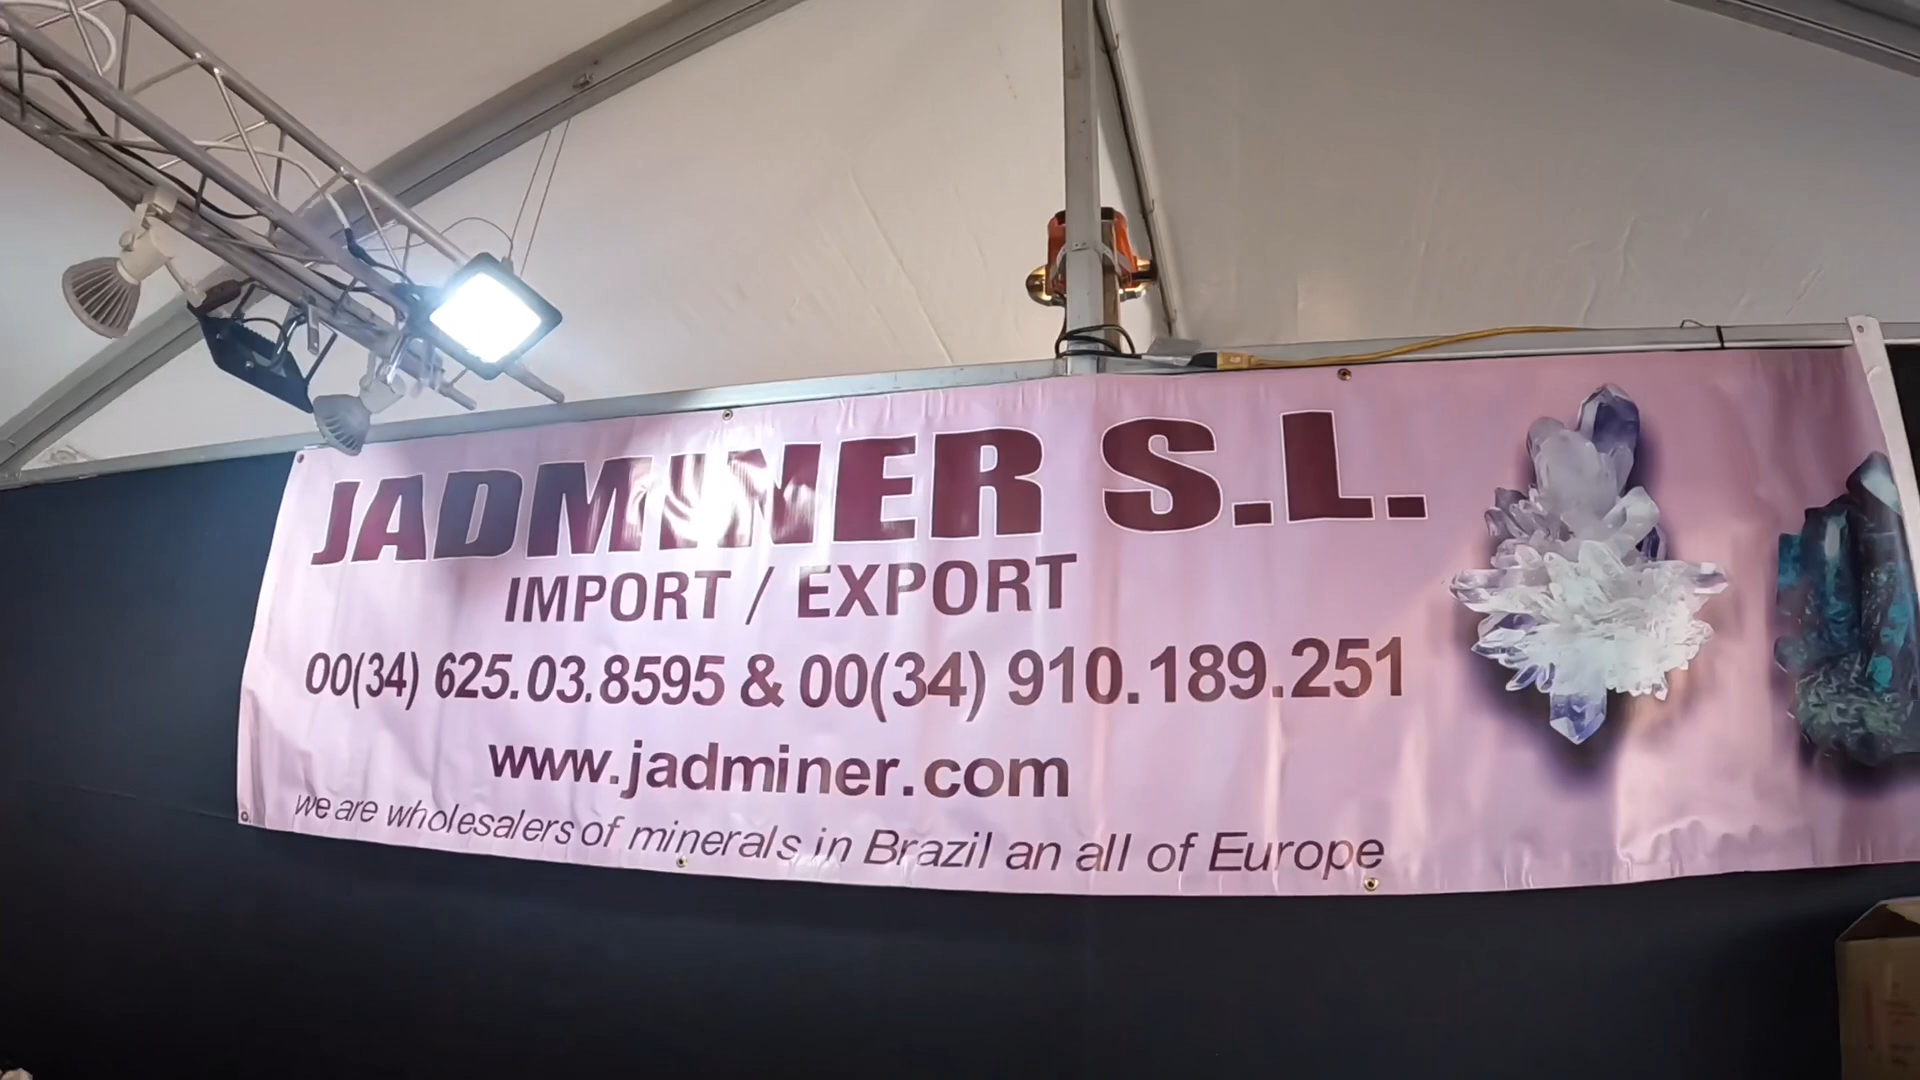 JADMINER S.L.
IMPORT / EXPORT
00(34) 625.03.8595 & 00(34) 910.189.251
www.jadminer.com
we are wholesalers of minerals in Brazil an all of Europe